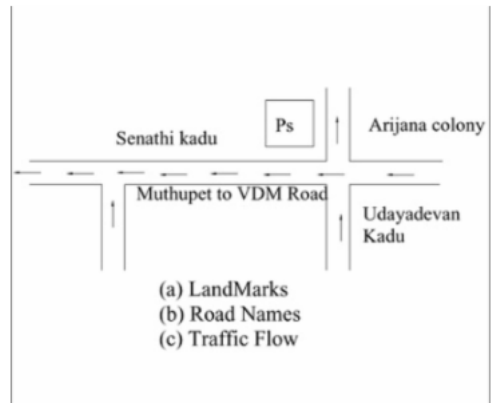 Ps
Arijana colony
Senathi kadu
Muthupet to VDM Road
Udayadevan
Kadu
(a) LandMarks
(b) Road Names
(c) Traffic Flow